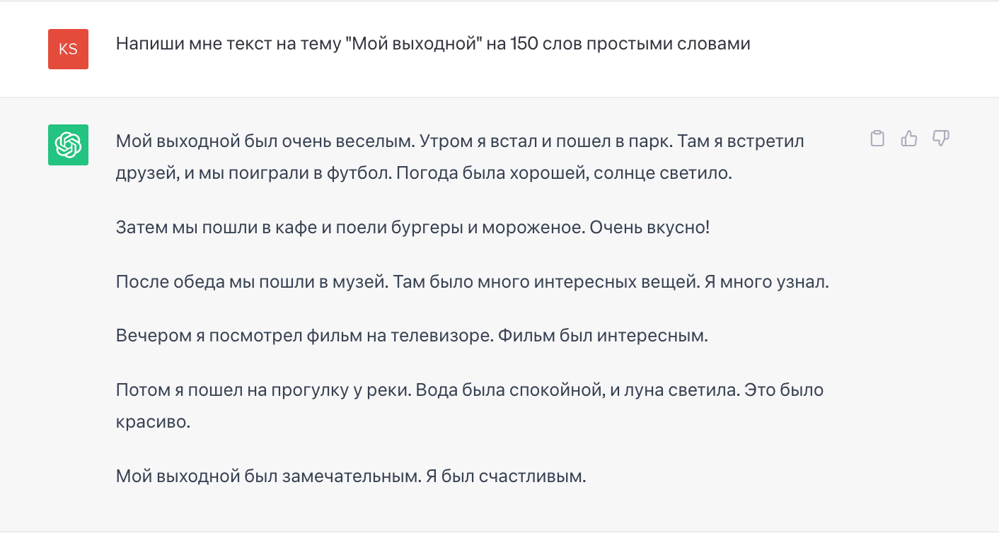 KS
Напиши мне текст на тему "Мой выходной" на 150 слов простыми словами
Мой выходной был очень веселым. Утром я встал и пошел в парк. Там я встретил
друзей, и мы поиграли в футбол. Погода была хорошей, солнце светило.
Затем мы пошли в кафе и поели бургеры и мороженое. Очень вкусно!
После обеда мы пошли в музей. Там было много интересных вещей. Я много узнал.
Вечером я посмотрел фильм на телевизоре. Фильм был интересным.
Потом я пошел на прогулку у реки. Вода была спокойной, и луна светила. Это было
красиво.
Мой выходной был замечательным. Я был счастливым.